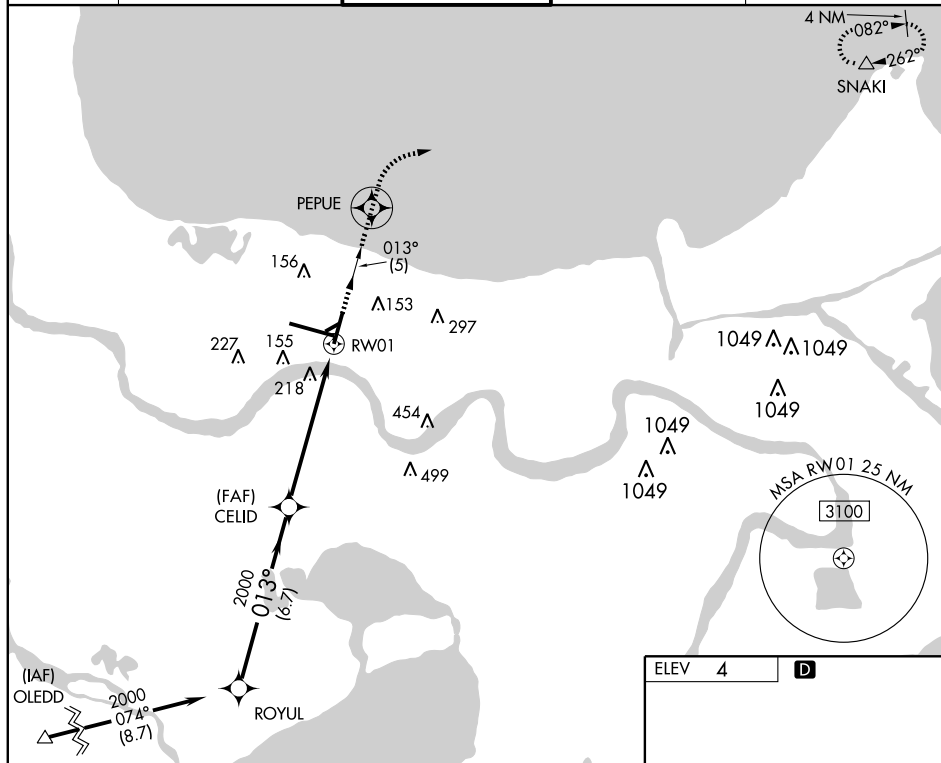 4 NM
082°
262°
SNAKI
PEPUE
013°
(5)
156
153
297
RW01
227
155
218
1049
1049
1049
454
499
1049
1049
MSA RW01 25 NM
3100
(FAF)
CELID
2000
013°
(6.7)
(IAF)
OLEDD
2000
074°
(8.7)
ROYUL
ELEV 4
D